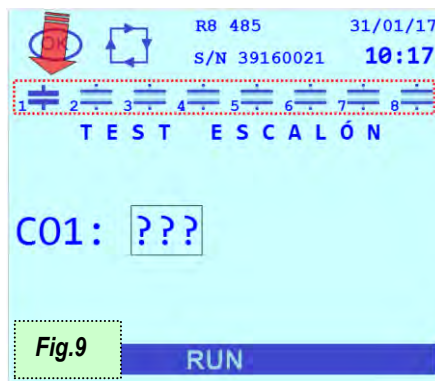 OK
R8 485 31/01/17
S/N 39160021 10:17
1 2 3 4 5 6 7 8
TEST ESCALÓN
CO1: ???
Fig.9
RUN